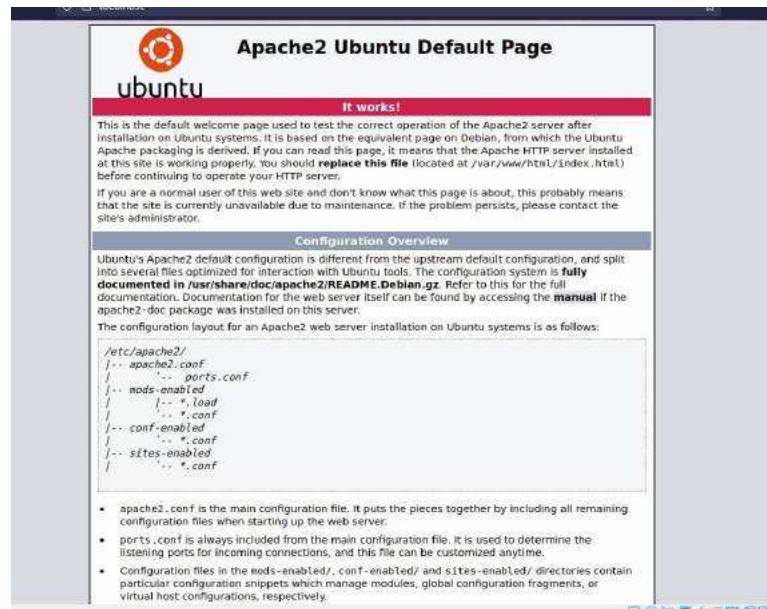 localhost
Apache2 Ubuntu Default Page
ubuntu
It works!
This is the default welcome page used to test the correct operation of the Apache2 server after
installation on Ubuntu systems. It is based on the equivalent page on Debian, from which the Ubuntu
Apache packaging is derived. If you can read this page, it means that the Apache HTTP server installed
at this site is working properly. You should replace this file (located at /var/www/html/index.html)
before continuing to operate your HTTP server.
If you are a normal user of this web site and don't know what this page is about, this probably means
that the site is currently unavailable due to maintenance. If the problem persists, please contact the
site's administrator.
Configuration Overview
Ubuntu's Apache2 default configuration is different from the upstream default configuration, and split
into several files optimized for interaction with Ubuntu tools. The configuration system is fully
documented in /usr/share/doc/apache2/README.Debian.gz. Refer to this for the full
documentation. Documentation for the web server itself can be found by accessing the manual if the
apache2-doc package was installed on this server.
The configuration layout for an Apache2 web server installation on Ubuntu systems is as follows:
/etc/apache2/
|-- apache2.conf
|       `--  ports.conf
|-- mods-enabled
|       |-- *.load
|       `-- *.conf
|-- conf-enabled
|       `-- *.conf
|-- sites-enabled
|       `-- *.conf
• apache2.conf is the main configuration file. It puts the pieces together by including all remaining
configuration files when starting up the web server.
• ports.conf is always included from the main configuration file. It is used to determine the
listening ports for incoming connections, and this file can be customized anytime.
• Configuration files in the mods-enabled/, conf-enabled/ and sites-enabled/ directories contain
particular configuration snippets which manage modules, global configuration fragments, or
virtual host configurations, respectively.